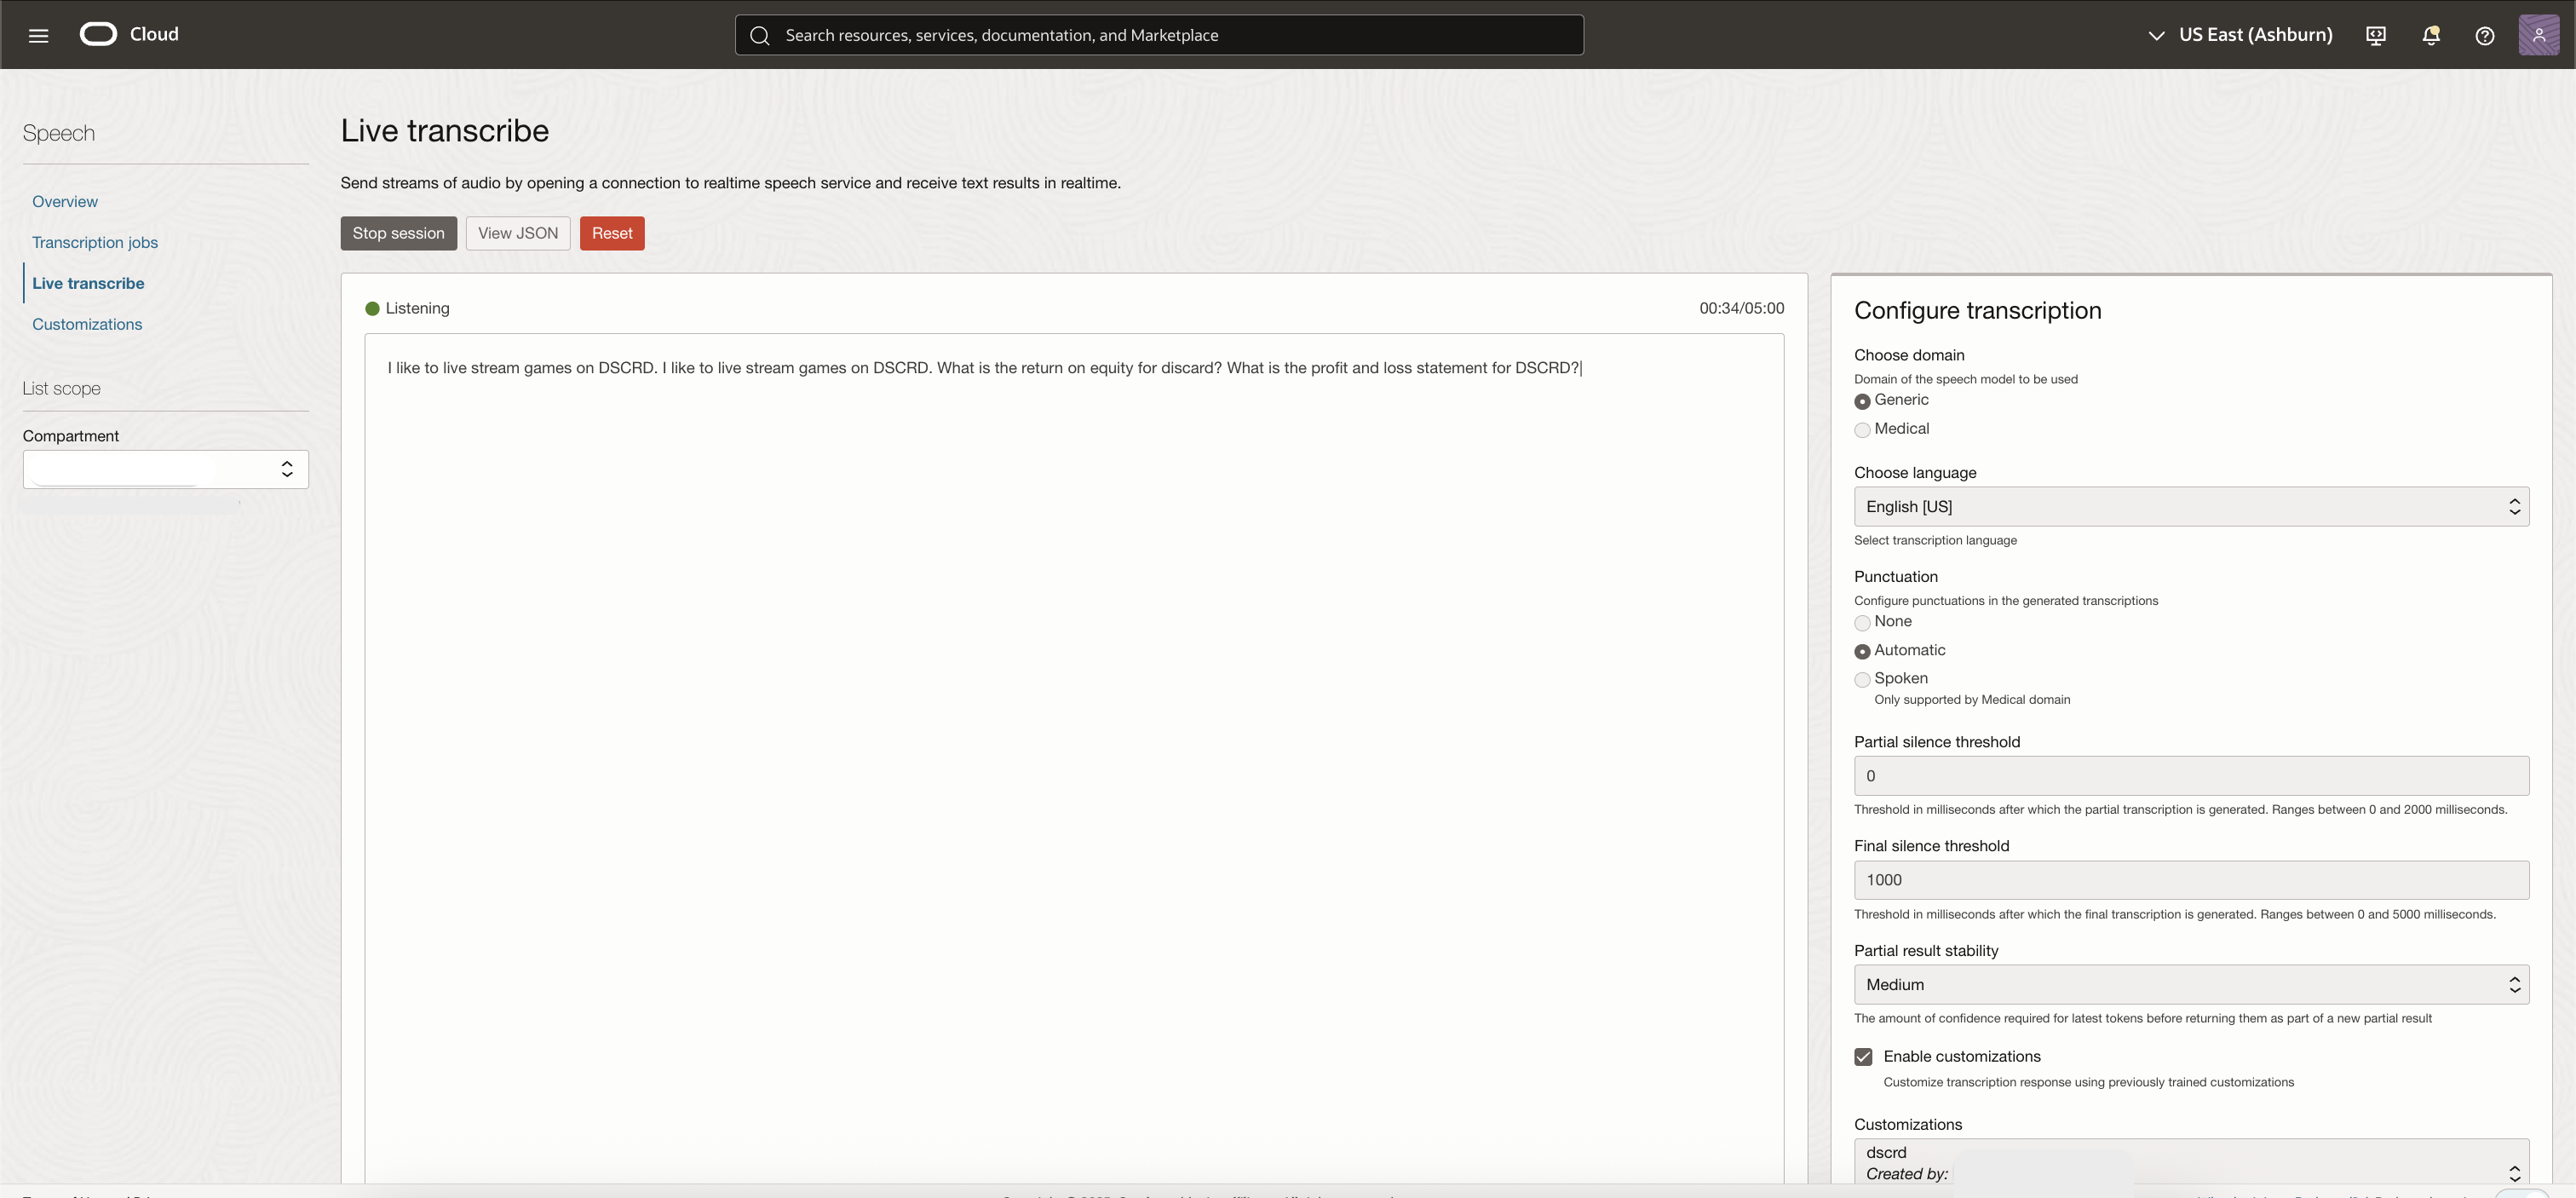 Cloud
Search resources, services, documentation, and Marketplace
US East (Ashburn)
Speech
Overview
Transcription jobs
Live transcribe
Customizations
List scope
Compartment
Live transcribe
Send streams of audio by opening a connection to realtime speech service and receive text results in realtime.
Stop session
View JSON
Reset
Listening
00:34/05:00
I like to live stream games on DSCRD. I like to live stream games on DSCRD. What is the return on equity for discard? What is the profit and loss statement for DSCRD?
Configure transcription
Choose domain
Domain of the speech model to be used
Generic
Medical
Choose language
English [US]
Select transcription language
Punctuation
Configure punctuations in the generated transcriptions
None
Automatic
Spoken
Only supported by Medical domain
Partial silence threshold
0
Threshold in milliseconds after which the partial transcription is generated. Ranges between 0 and 2000 milliseconds.
Final silence threshold
1000
Threshold in milliseconds after which the final transcription is generated. Ranges between 0 and 5000 milliseconds.
Partial result stability
Medium
The amount of confidence required for latest tokens before returning them as part of a new partial result
Enable customizations
Customize transcription response using previously trained customizations
Customizations
dscrd
Created by: